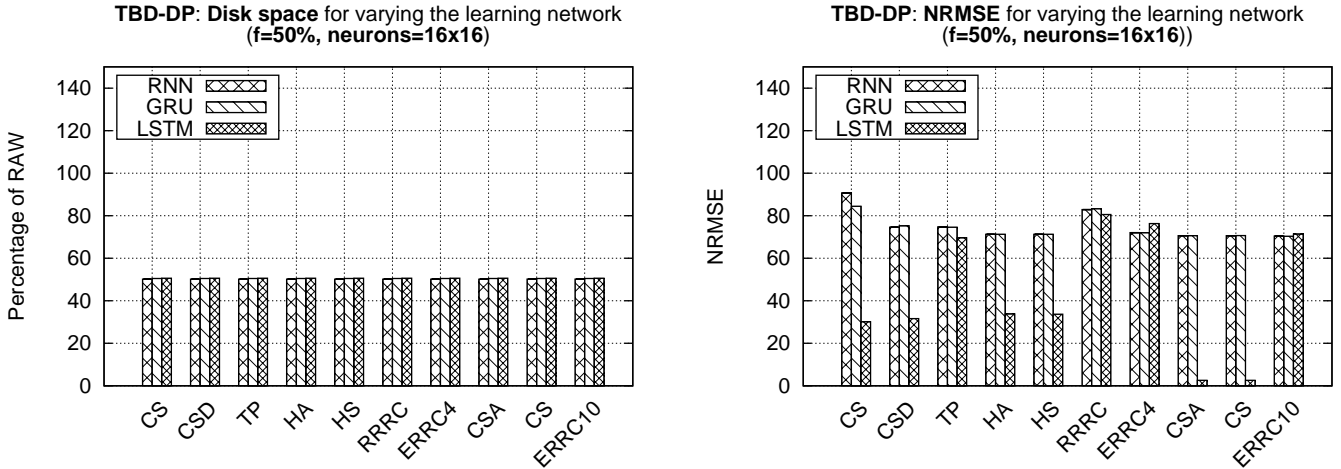 TBD-DP: Disk space for varying the learning network
(f=50%, neurons=16x16)
Percentage of RAW
140
120
100
80
60
40
20
0
RNN
GRU
LSTM
CS
CSD
TP
HA
HS
RRRC
ERRC4
CSA
CS
ERRC10
TBD-DP: NRMSE for varying the learning network
(f=50%, neurons=16x16))
NRMSE
140
120
100
80
60
40
20
0
RNN
GRU
LSTM
CS
CSD
TP
HA
HS
RRRC
ERRC4
CSA
CS
ERRC10